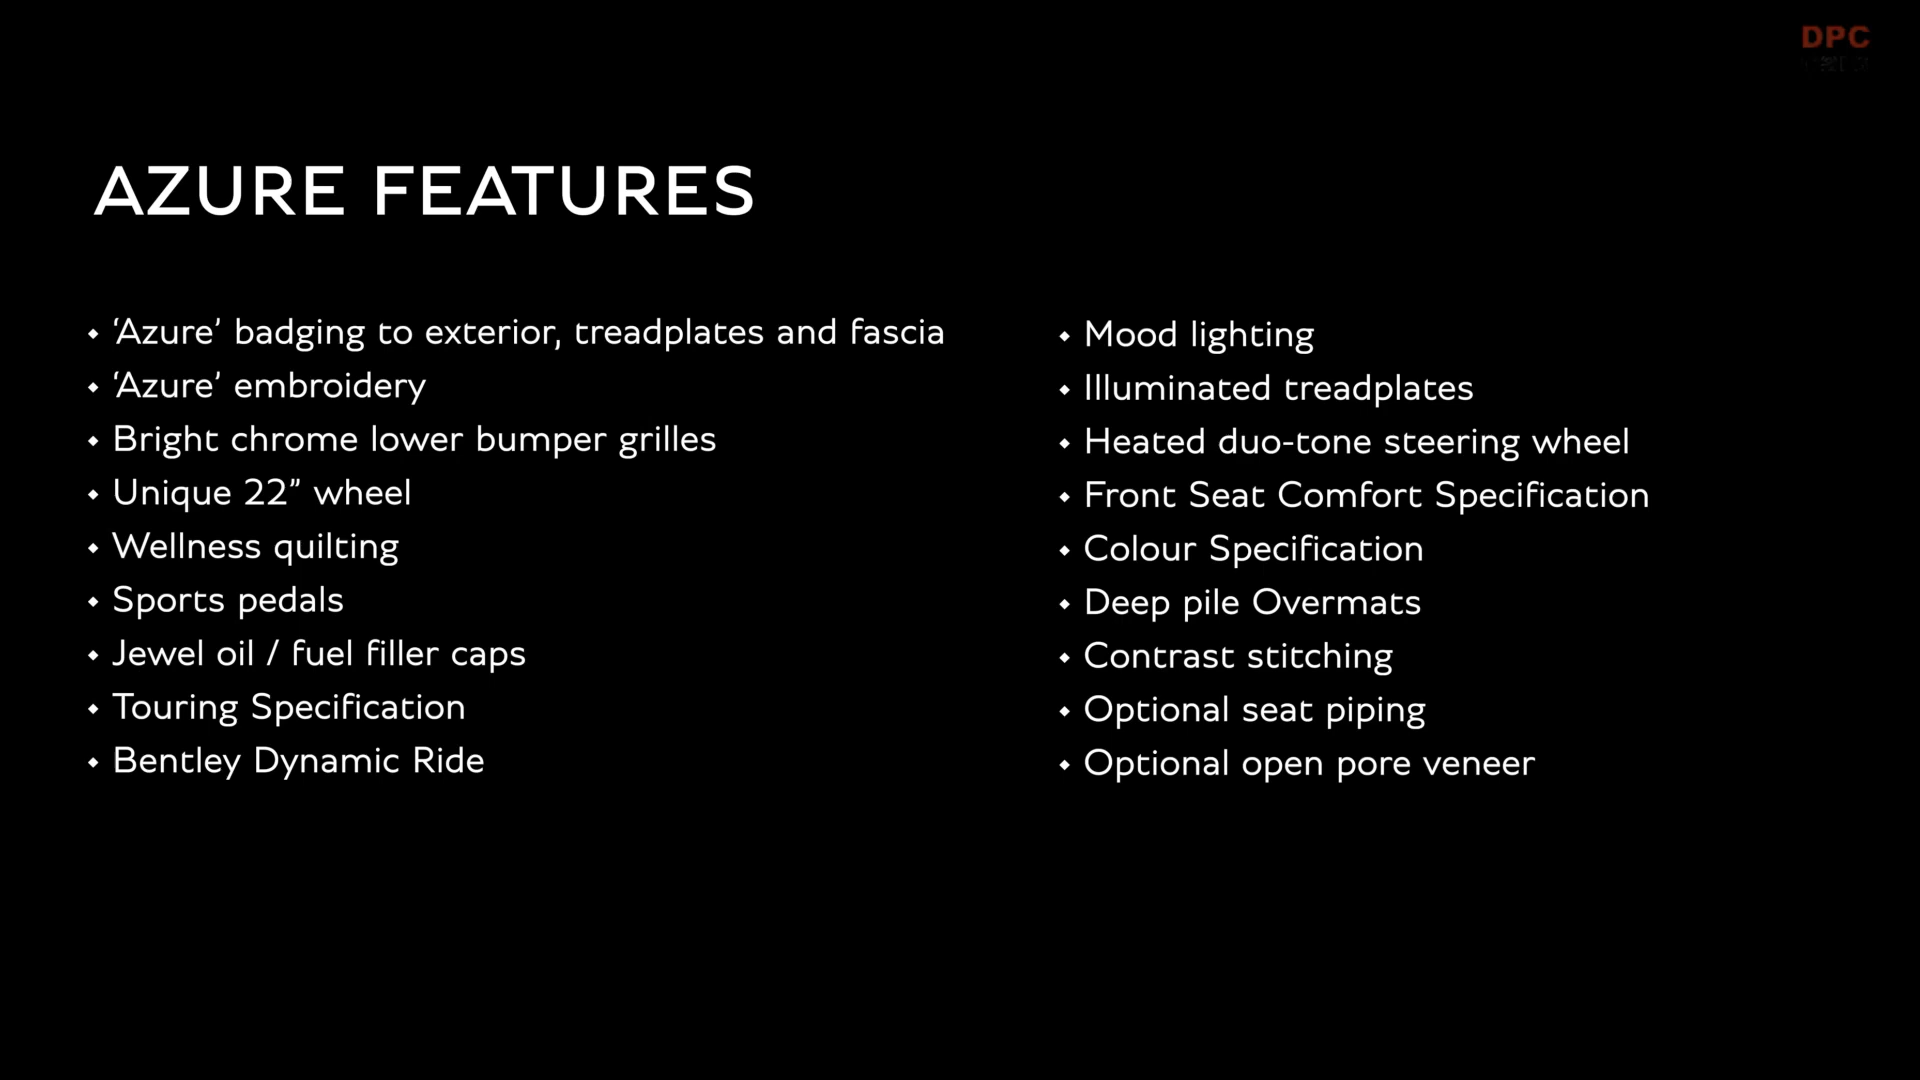 DPC
AZURE FEATURES
• ‘Azure’ badging to exterior, treadplates and fascia
• ‘Azure’ embroidery
• Bright chrome lower bumper grilles
• Unique 22” wheel
• Wellness quilting
• Sports pedals
• Jewel oil / fuel filler caps
• Touring Specification
• Bentley Dynamic Ride
• Mood lighting
• Illuminated treadplates
• Heated duo-tone steering wheel
• Front Seat Comfort Specification
• Colour Specification
• Deep pile Overmats
• Contrast stitching
• Optional seat piping
• Optional open pore veneer